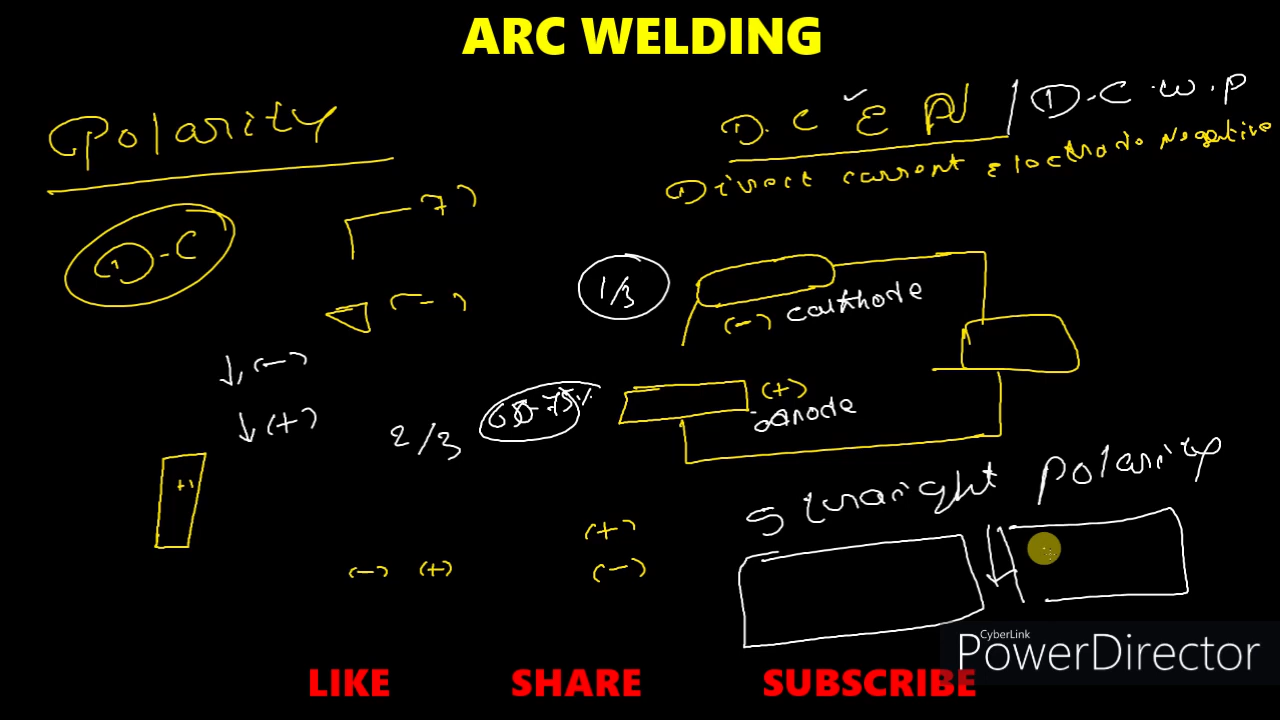 ARC WELDING
Polarity
D.C E N / D-C.W.P
Direct current Electrode Negative
D-C
1/3
(-) cathode
(-)
(+) 
anode
↓(-)
↓(+)
2/3
+
Straight Polarity
(+)
(-) (+) (-)
CyberLink
PowerDirector
LIKE SHARE SUBSCRIBE